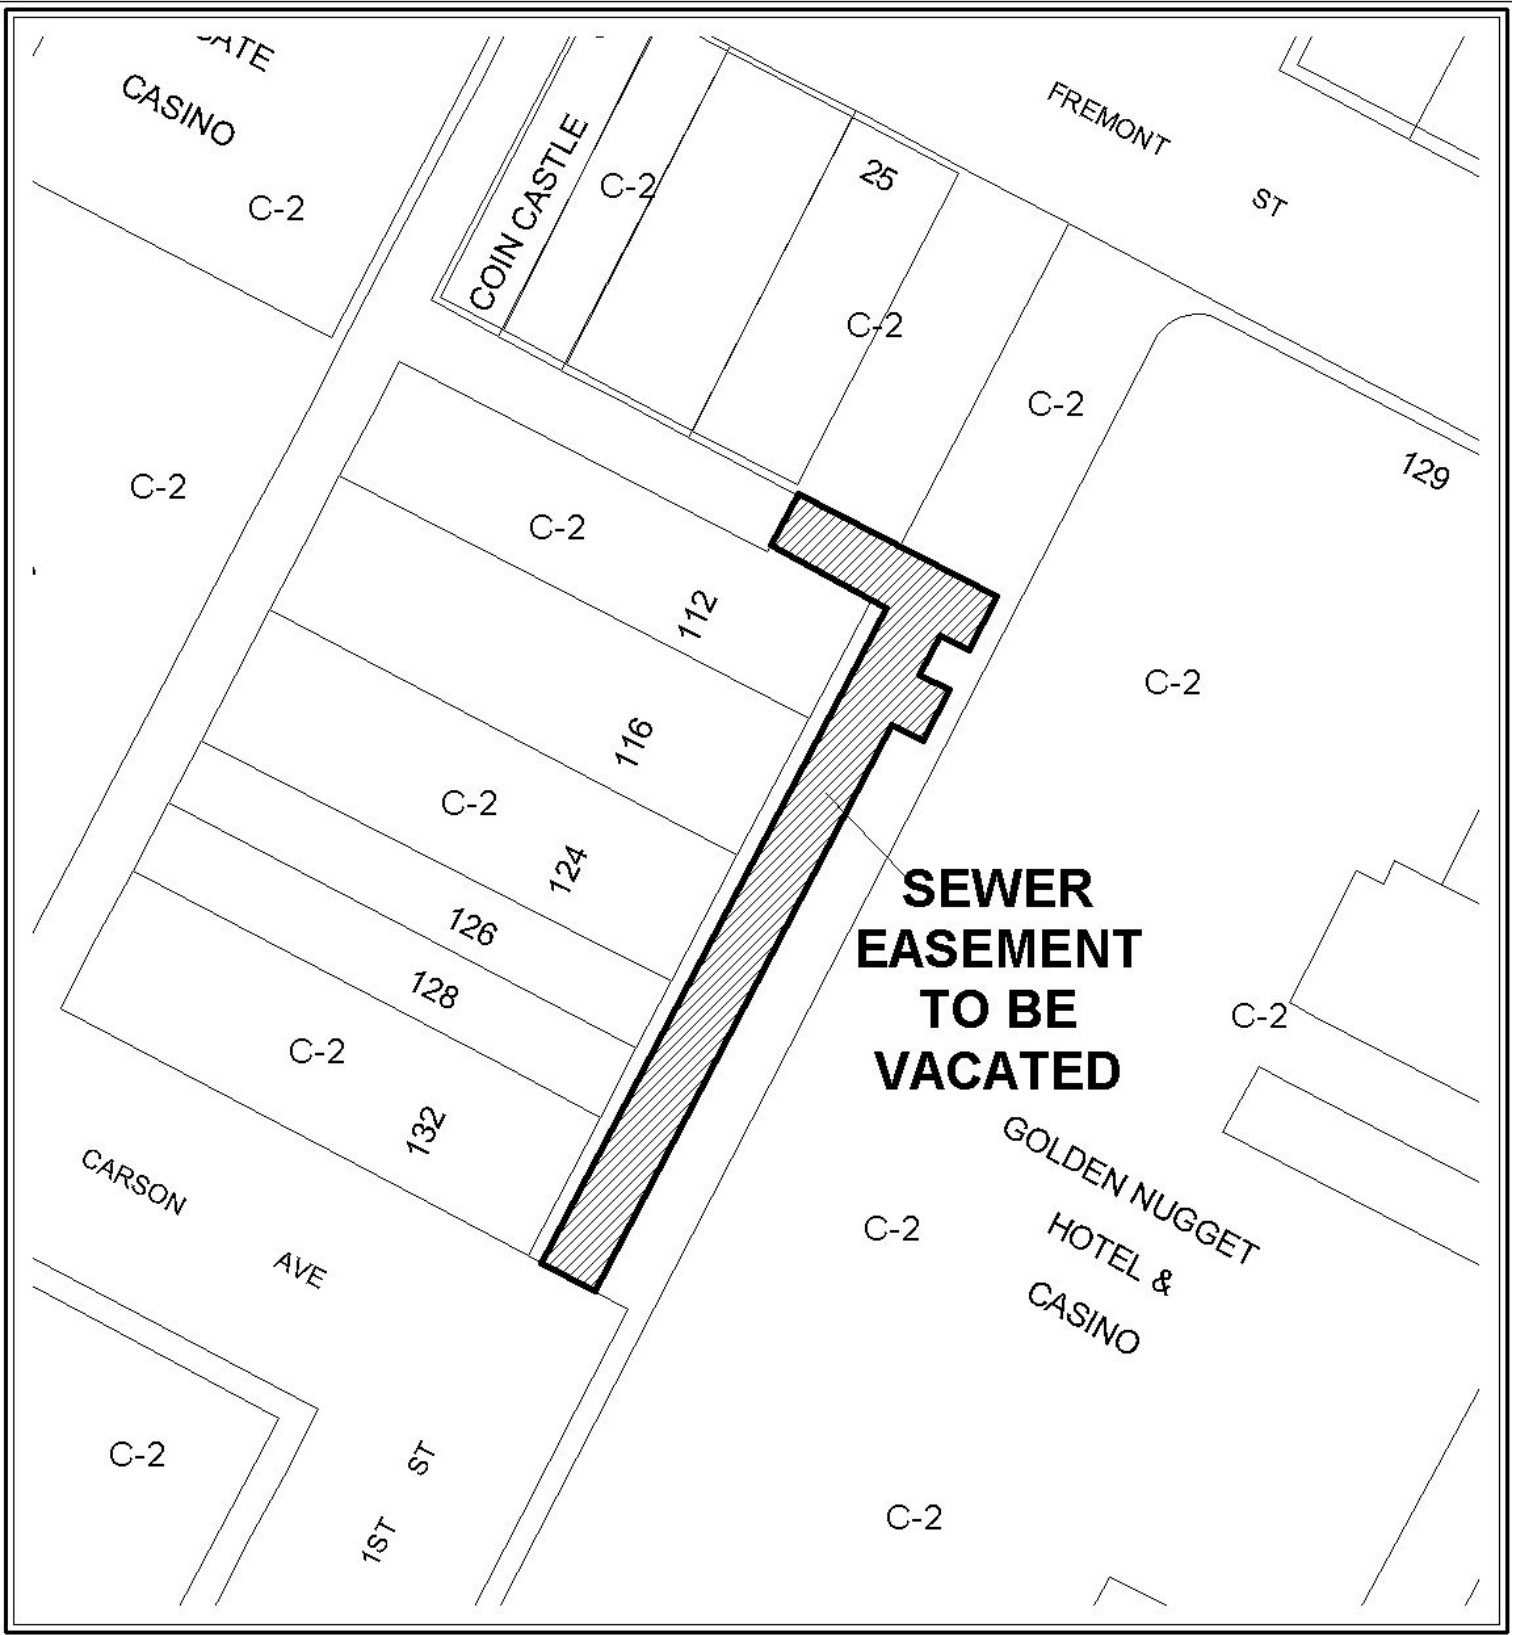 CASINO
C-2
COIN CASTLE
C-2
25
FREMONT
ST
C-2
C-2
129
C-2
C-2
112
C-2
116
C-2
124
126
128
C-2
132
SEWER
EASEMENT
TO BE
VACATED
C-2
GOLDEN NUGGET
HOTEL &
CASINO
C-2
CARSON
AVE
C-2
1ST ST
C-2